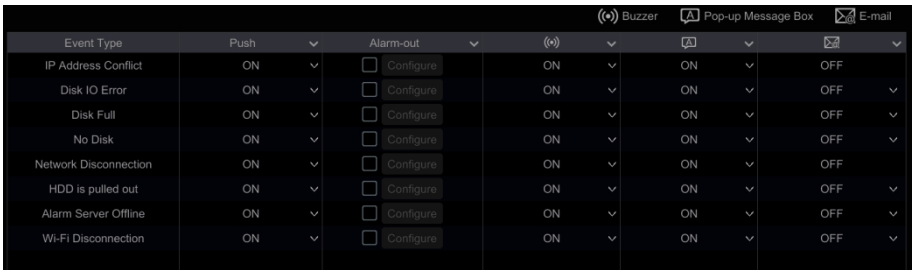 Buzzer Pop-up Message Box E-mail
Event Type Push Alarm-out
IP Address Conflict ON Configure ON ON OFF
Disk IO Error ON Configure ON ON OFF
Disk Full ON Configure ON ON OFF
No Disk ON Configure ON ON OFF
Network Disconnection ON Configure ON ON OFF
HDD is pulled out ON Configure ON ON OFF
Alarm Server Offline ON Configure ON ON OFF
Wi-Fi Disconnection ON Configure ON ON OFF